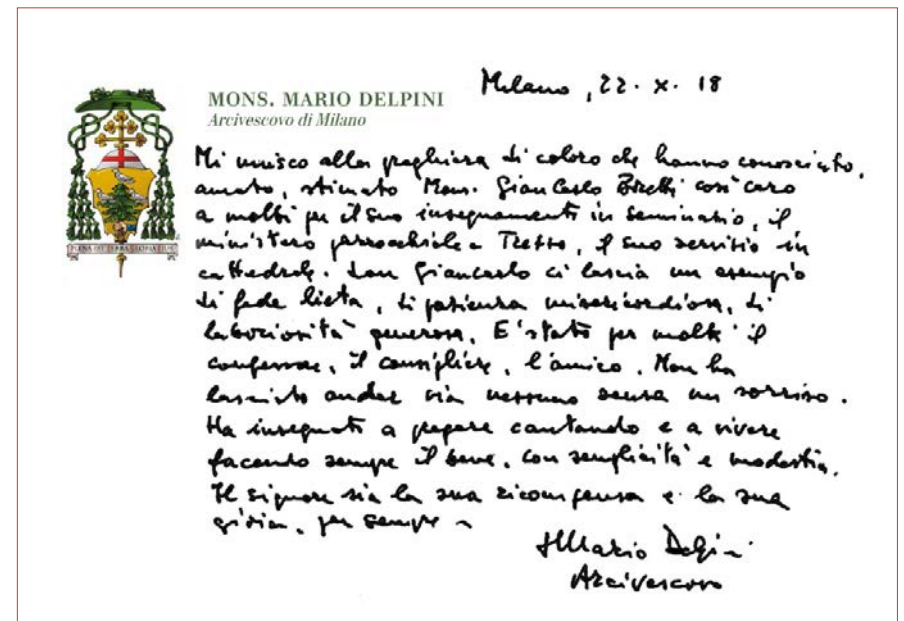 Milano, 22. X. 18
MONS. MARIO DELPINI
Arcivescovo di Milano
Mi unisco alla preghiera di coloro che hanno conosciuto,
amato, stimato Mons. GianCarlo Boretti così caro
a molti per il suo insegnamento in seminario, il
ministero parrocchiale a Trezzo, il suo servizio in
cattedrale. Don Giancarlo ci lascia un esempio
di fede lieta, di pazienza misericordiosa, di
laboriosità generosa. E' stato per molti il
confessore, il consigliere, l'amico. Non ha
lasciato andar via nessuno senza un sorriso.
Ha insegnato a pregare cantando e a vivere
facendo sempre il bene, con semplicità e modestia.
Il Signore sia la sua ricompensa e la sua
gioia, per sempre
+ Mario Delpini
Arcivescovo